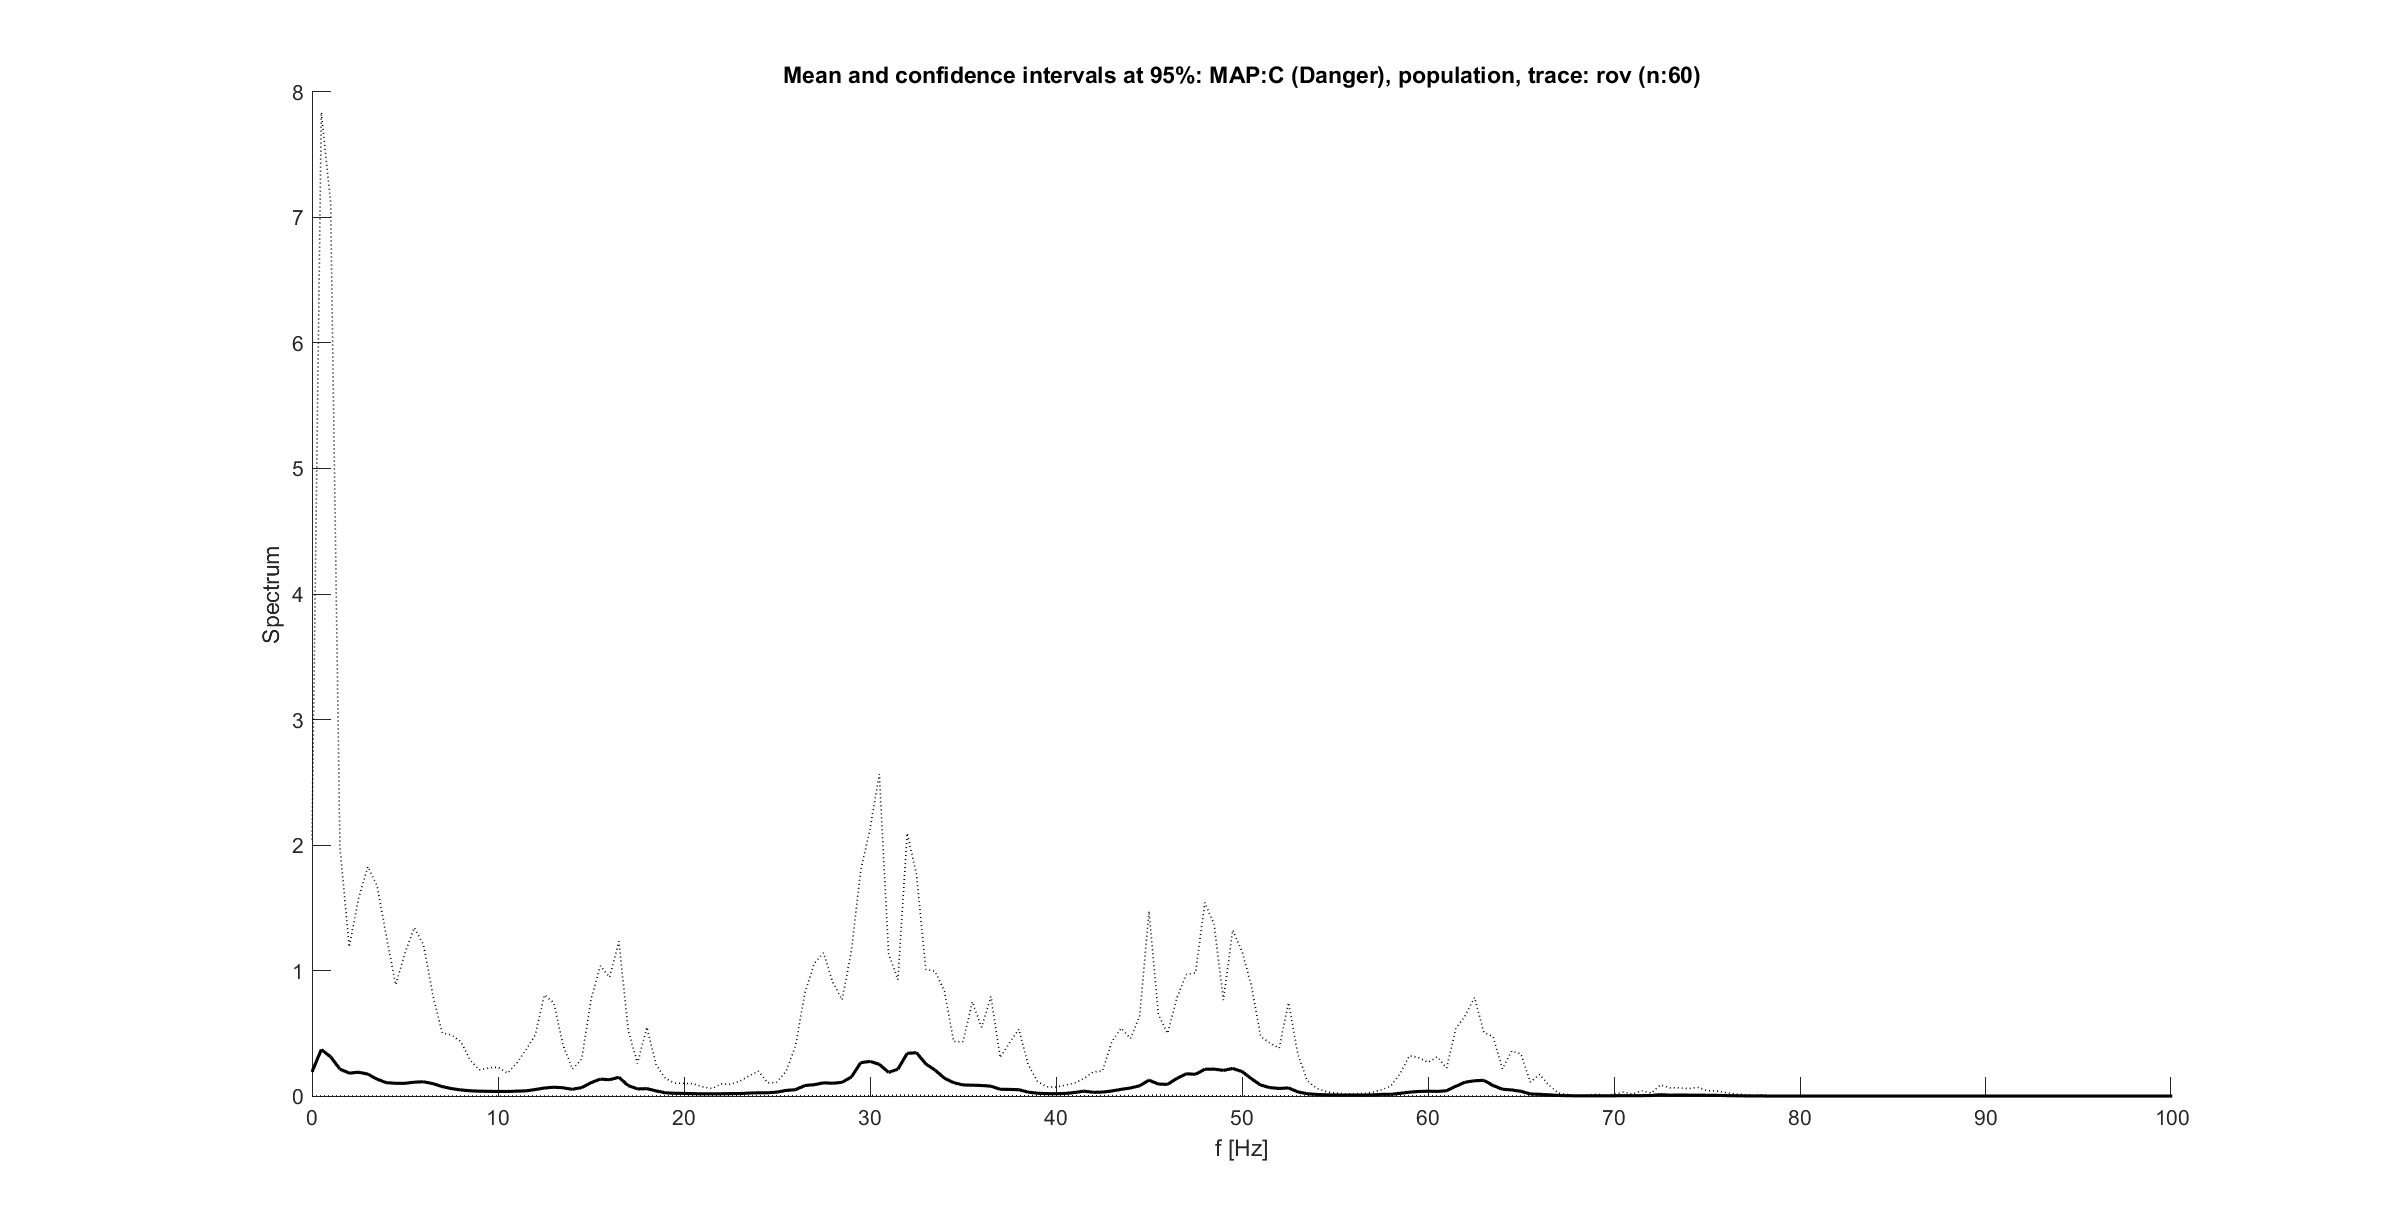 Mean and confidence intervals at 95%: MAP:C (Danger), population, trace: rov (n:60)
8
7
6
5
4
3
2
1
0
Spectrum
0 10 20 30 40 50 60 70 80 90 100
f [Hz]